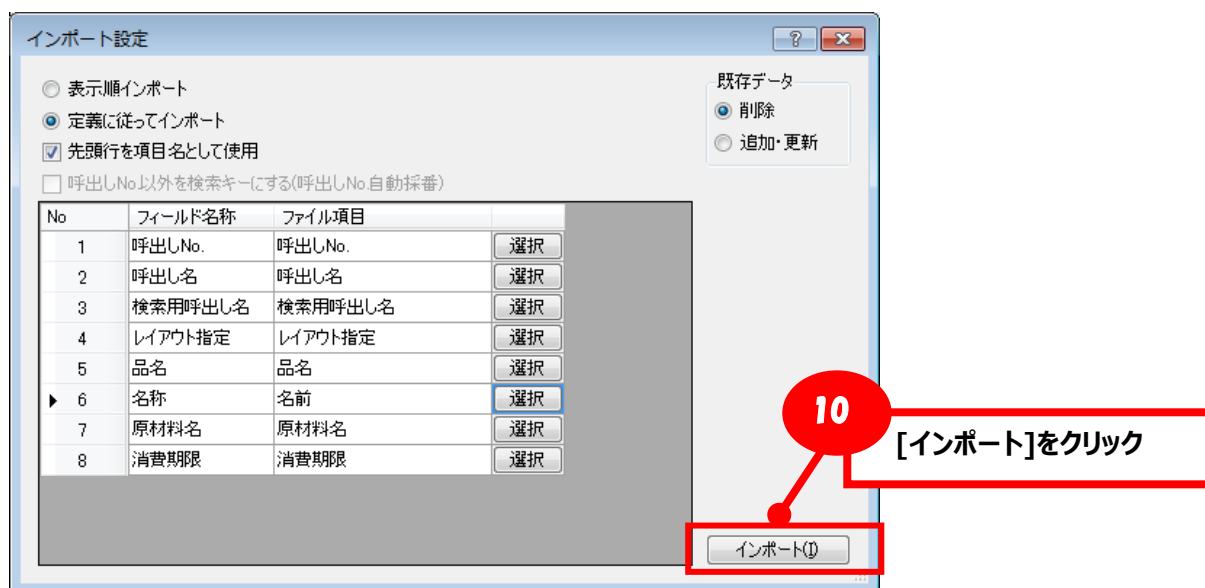 インポート設定
表示順インポート
定義に従ってインポート
先頭行を項目名として使用
呼出しNo.以外を検索キーにする(呼出しNo.自動採番)
既存データ
削除
追加・更新
No フィールド名称 ファイル項目
1 呼出しNo. 呼出しNo. 選択
2 呼出し名 呼出し名 選択
3 検索用呼出し名 検索用呼出し名 選択
4 レイアウト指定 レイアウト指定 選択
5 品名 品名 選択
6 名称 名前 選択
7 原材料名 原材料名 選択
8 消費期限 消費期限 選択
10
[インポート]をクリック
インポート(I)